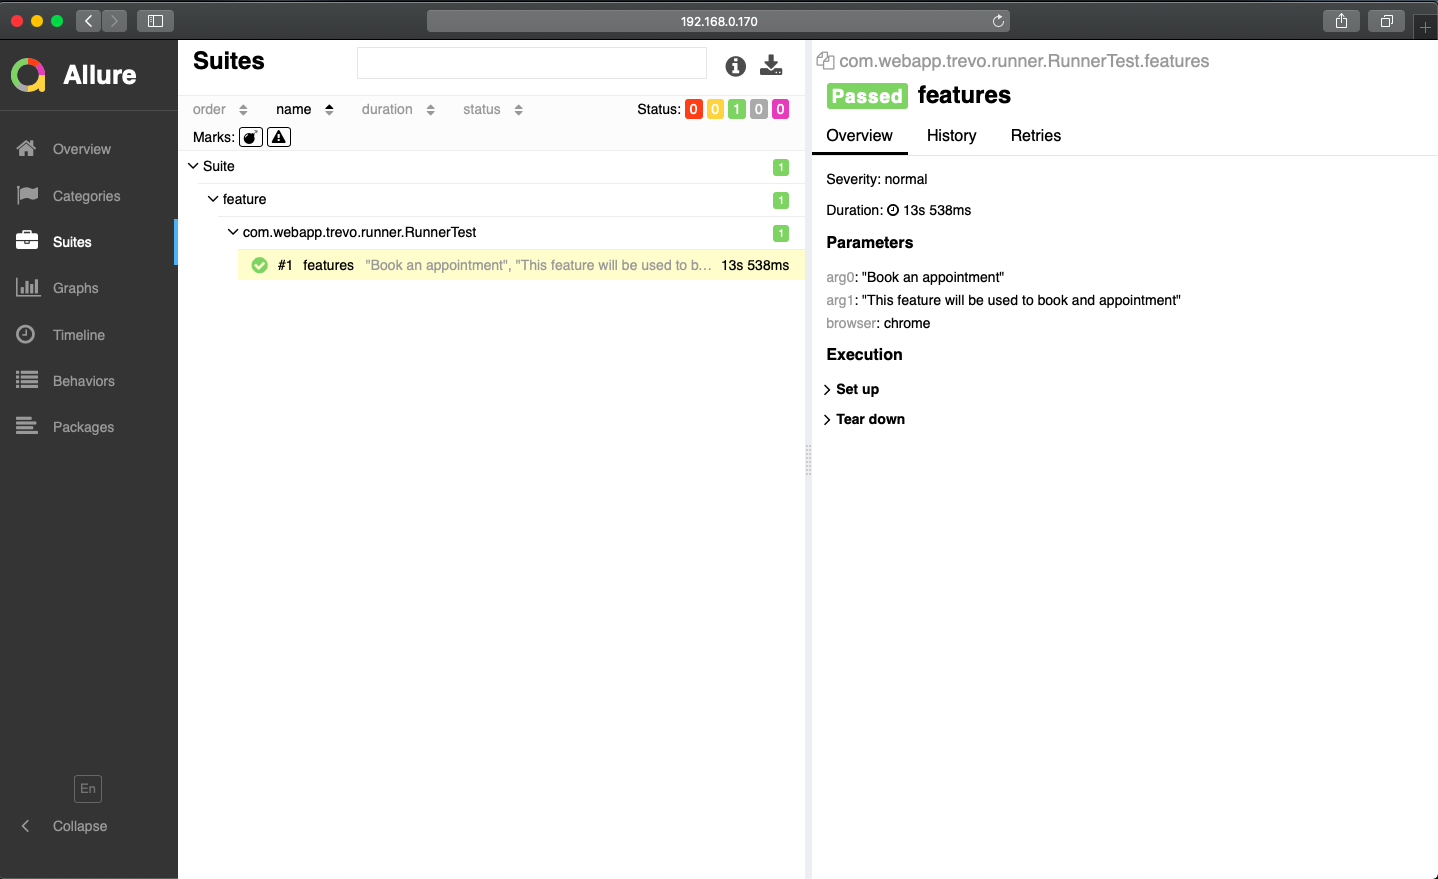 192.168.0.170
Allure
Overview
Categories
Suites
Graphs
Timeline
Behaviors
Packages
En
Collapse
Suites
order name duration status Status: 0 0 1 0 0
Marks:
Suite 1
feature 1
com.webapp.trevo.runner.RunnerTest 1
#1 features "Book an appointment", "This feature will be used to b... 13s 538ms
com.webapp.trevo.runner.RunnerTest.features
Passed features
Overview History Retries
Severity: normal
Duration: 13s 538ms
Parameters
arg0: "Book an appointment"
arg1: "This feature will be used to book and appointment"
browser: chrome
Execution
Set up
Tear down